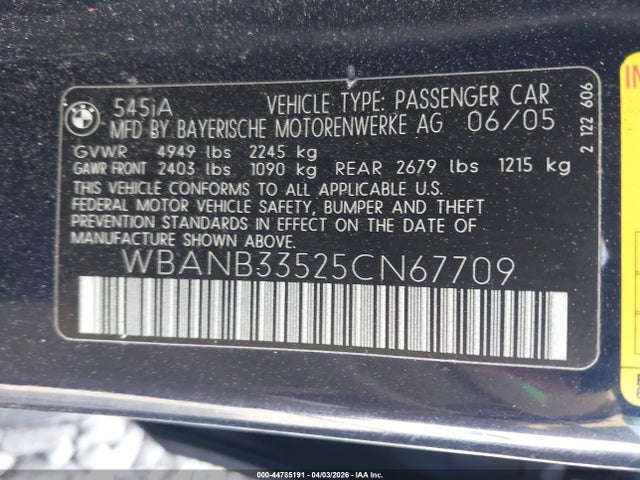 545iA VEHICLE TYPE: PASSENGER CAR
MFD BY BAYERISCHE MOTORENWERKE AG 06/05
GVWR 4949 lbs 2245 kg
GAWR FRONT 2403 lbs 1090 kg REAR 2679 lbs 1215 kg
THIS VEHICLE CONFORMS TO ALL APPLICABLE U.S.
FEDERAL MOTOR VEHICLE SAFETY, BUMPER AND THEFT
PREVENTION STANDARDS IN EFFECT ON THE DATE OF
MANUFACTURE SHOWN ABOVE:
WBANB33525CN67709
2 122 606
BMW
000-44785191 - 04/03/2026 - IAA Inc.